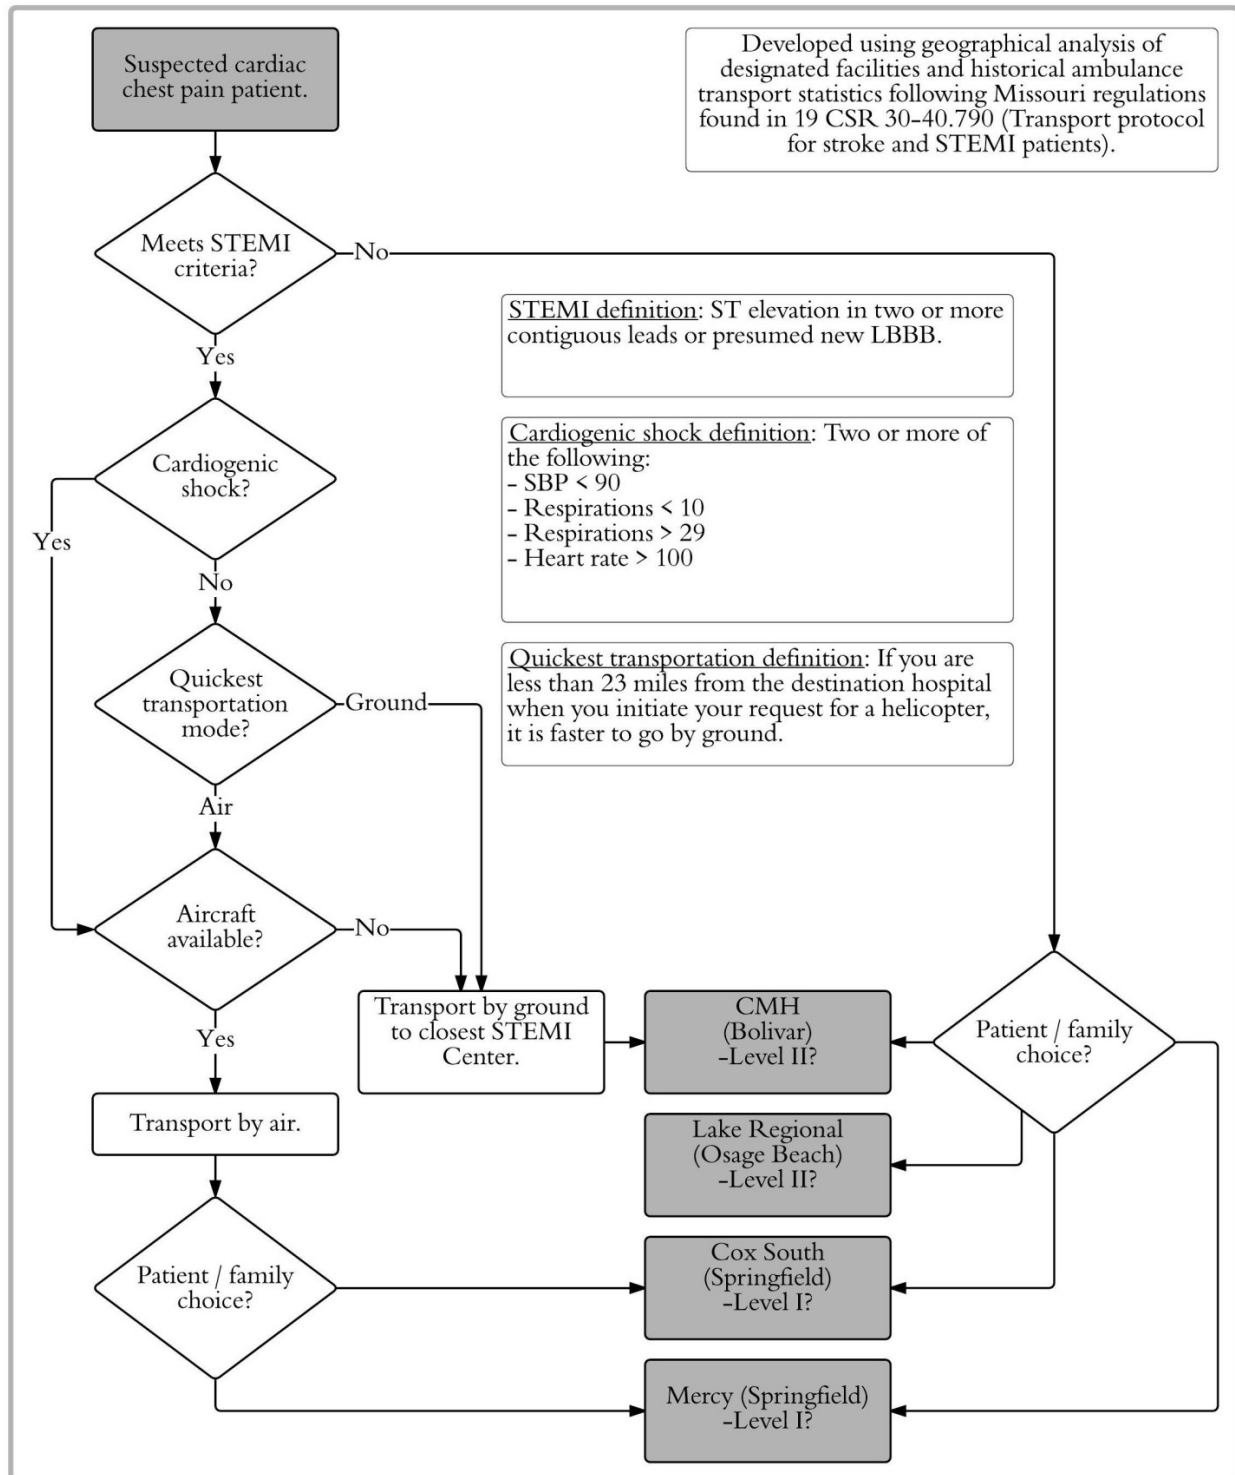 Suspected cardiac
chest pain patient.
Developed using geographical analysis of
designated facilities and historical ambulance
transport statistics following Missouri regulations
found in 19 CSR 30-40.790 (Transport protocol
for stroke and STEMI patients).
Meets STEMI
criteria?
No
Yes
STEMI definition: ST elevation in two or more
contiguous leads or presumed new LBBB.
Cardiogenic
shock?
Yes
No
Cardiogenic shock definition: Two or more of
the following:
- SBP < 90
- Respirations < 10
- Respirations > 29
- Heart rate > 100
Quickest
transportation
mode?
Ground
Air
Quickest transportation definition: If you are
less than 23 miles from the destination hospital
when you initiate your request for a helicopter,
it is faster to go by ground.
Aircraft
available?
No
Yes
Transport by ground
to closest STEMI
Center.
CMH
(Bolivar)
-Level II?
Patient / family
choice?
Transport by air.
Lake Regional
(Osage Beach)
-Level II?
Patient / family
choice?
Cox South
(Springfield)
-Level I?
Mercy (Springfield)
-Level I?